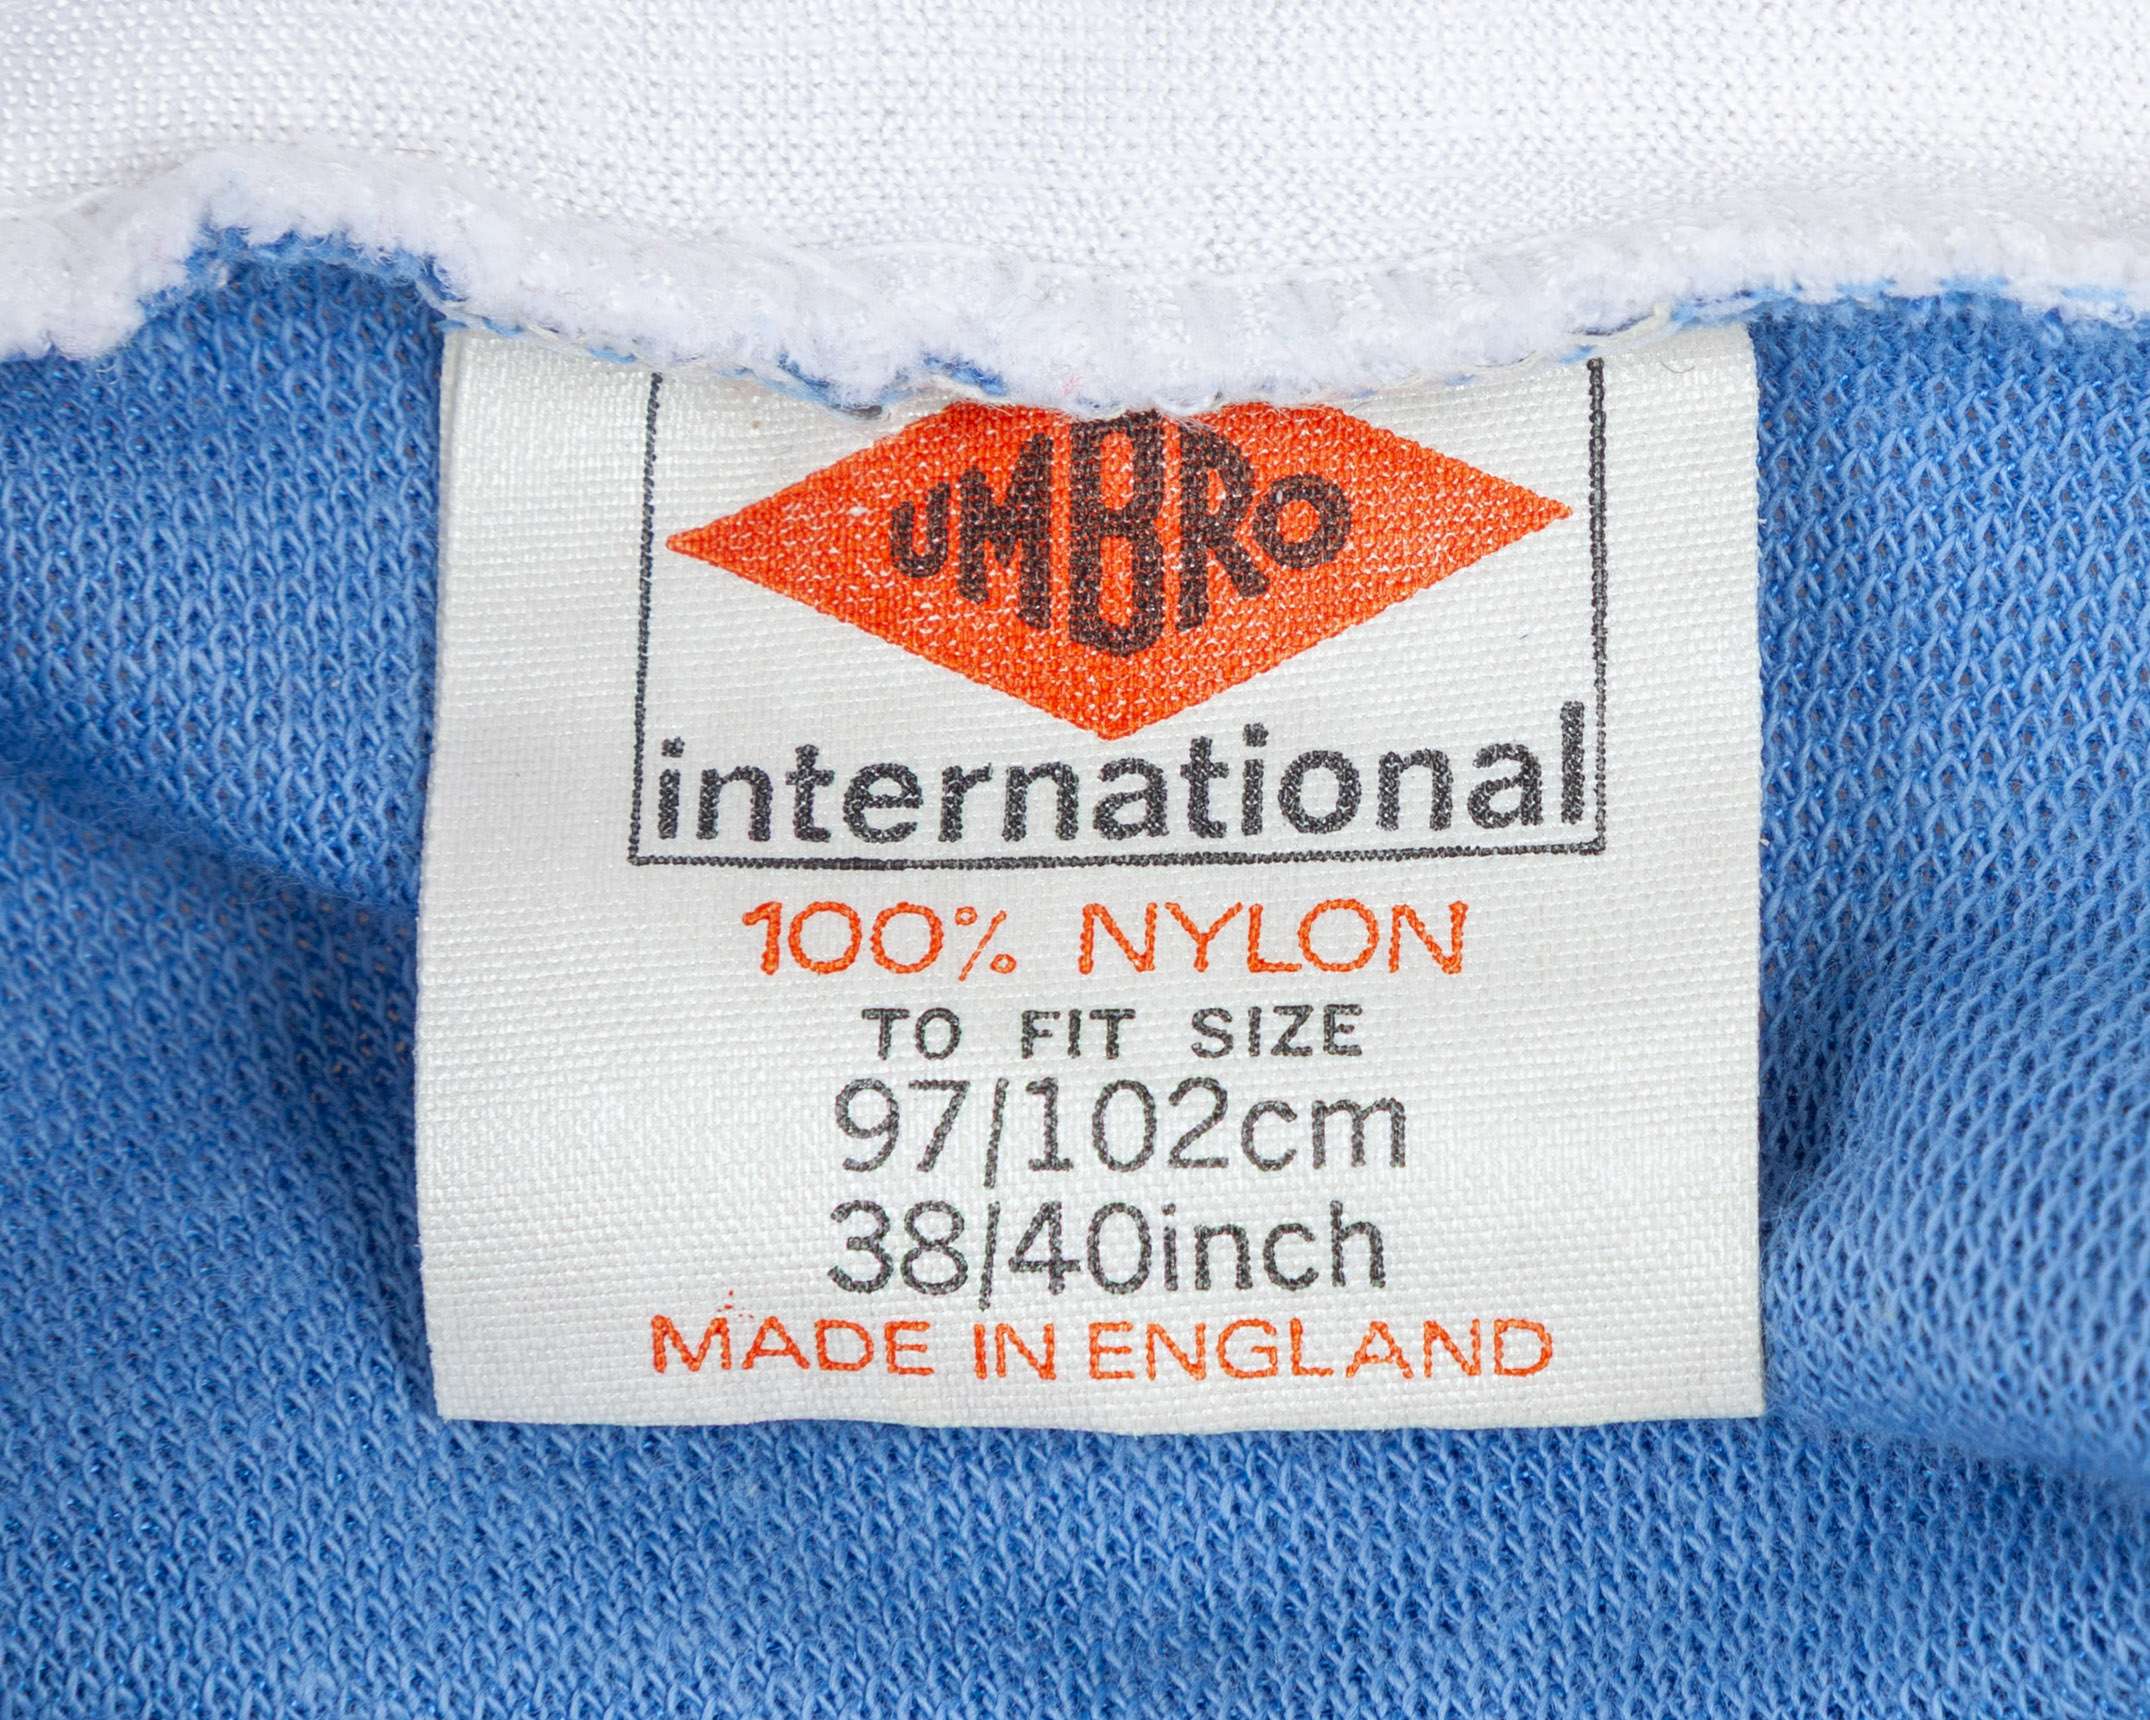 UMBRO
international
100% NYLON
TO FIT SIZE
97/102cm
38/40inch
MADE IN ENGLAND